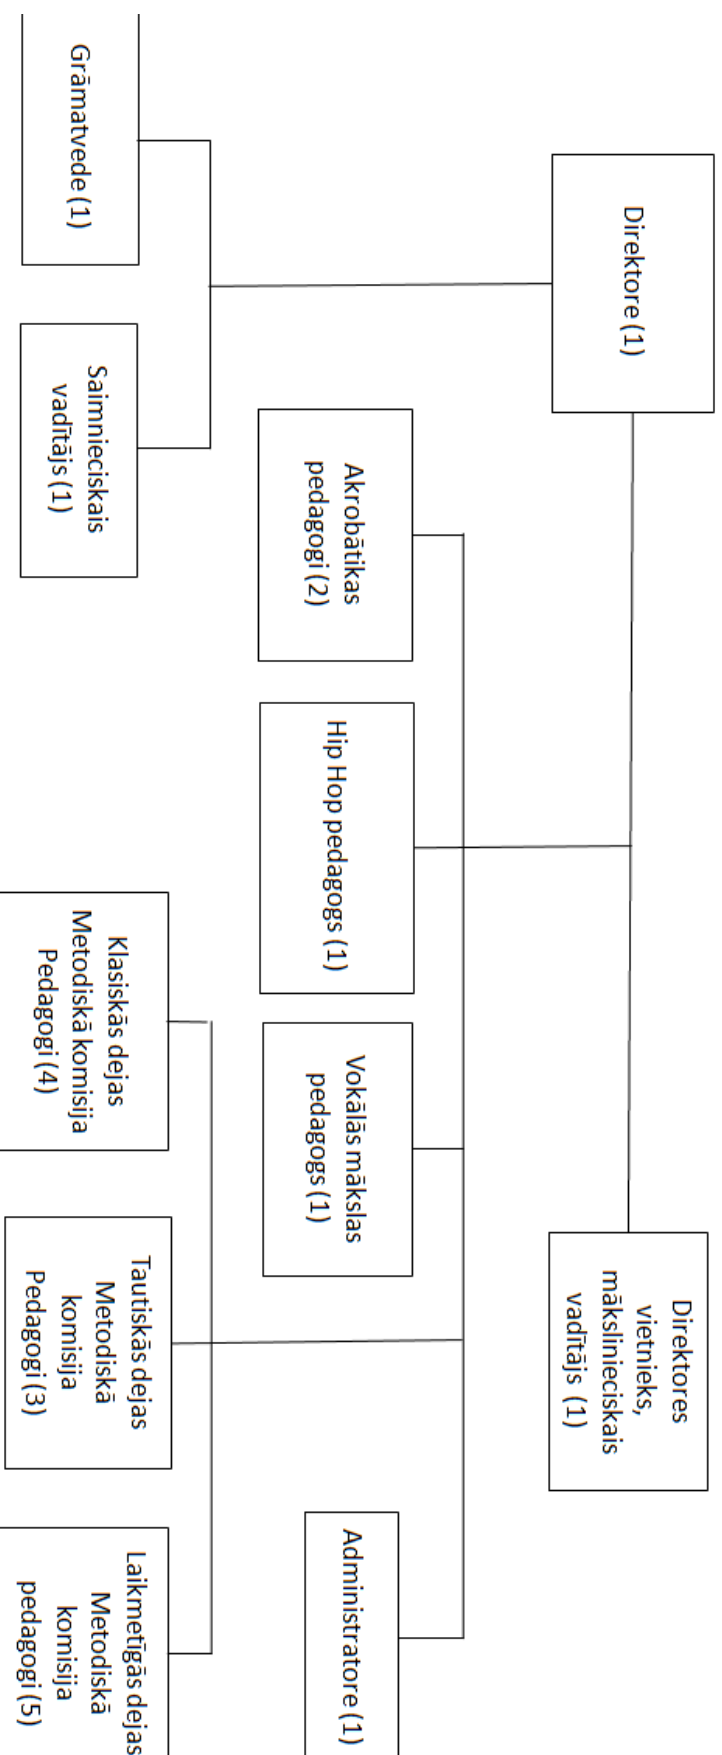 Direktore (1)
Direktores
vietnieks,
mākslinieciskais
vadītājs (1)
Akrobātikas
pedagogi (2)
Hip Hop pedagogs (1)
Vokālās mākslas
pedagogs (1)
Administratore (1)
Grāmatvede (1)
Saimnieciskais
vadītājs (1)
Klasiskās dejas
Metodiskā komisija
Pedagogi (4)
Tautiskās dejas
Metodiskā
komisija
Pedagogi (3)
Laikmetīgās dejas
Metodiskā
komisija
pedagogi (5)